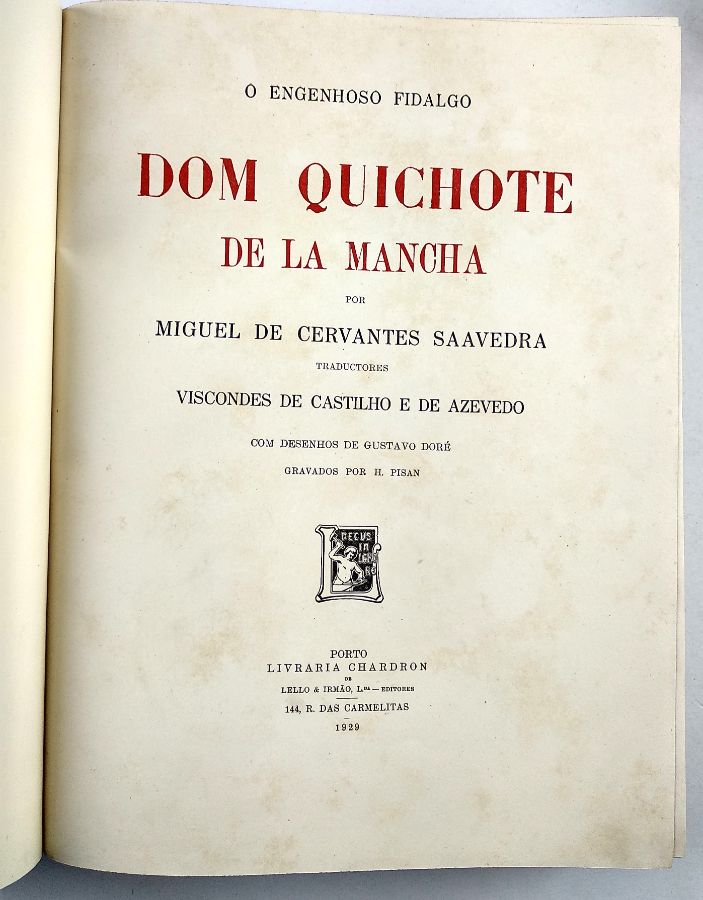 O ENGENHOSO FIDALGO
DOM QUICHOTE
DE LA MANCHA
POR
MIGUEL DE CERVANTES SAAVEDRA
TRADUCTORES
VISCONDES DE CASTILHO E DE AZEVEDO
COM DESENHOS DE GUSTAVO DORÉ
GRAVADOS POR H. PISAN
DECUS
IN
PORTO
LIVRARIA CHARDRON
DE
LELLO & IRMÃO, L.DA — EDITORES
144, R. DAS CARMELITAS
1929